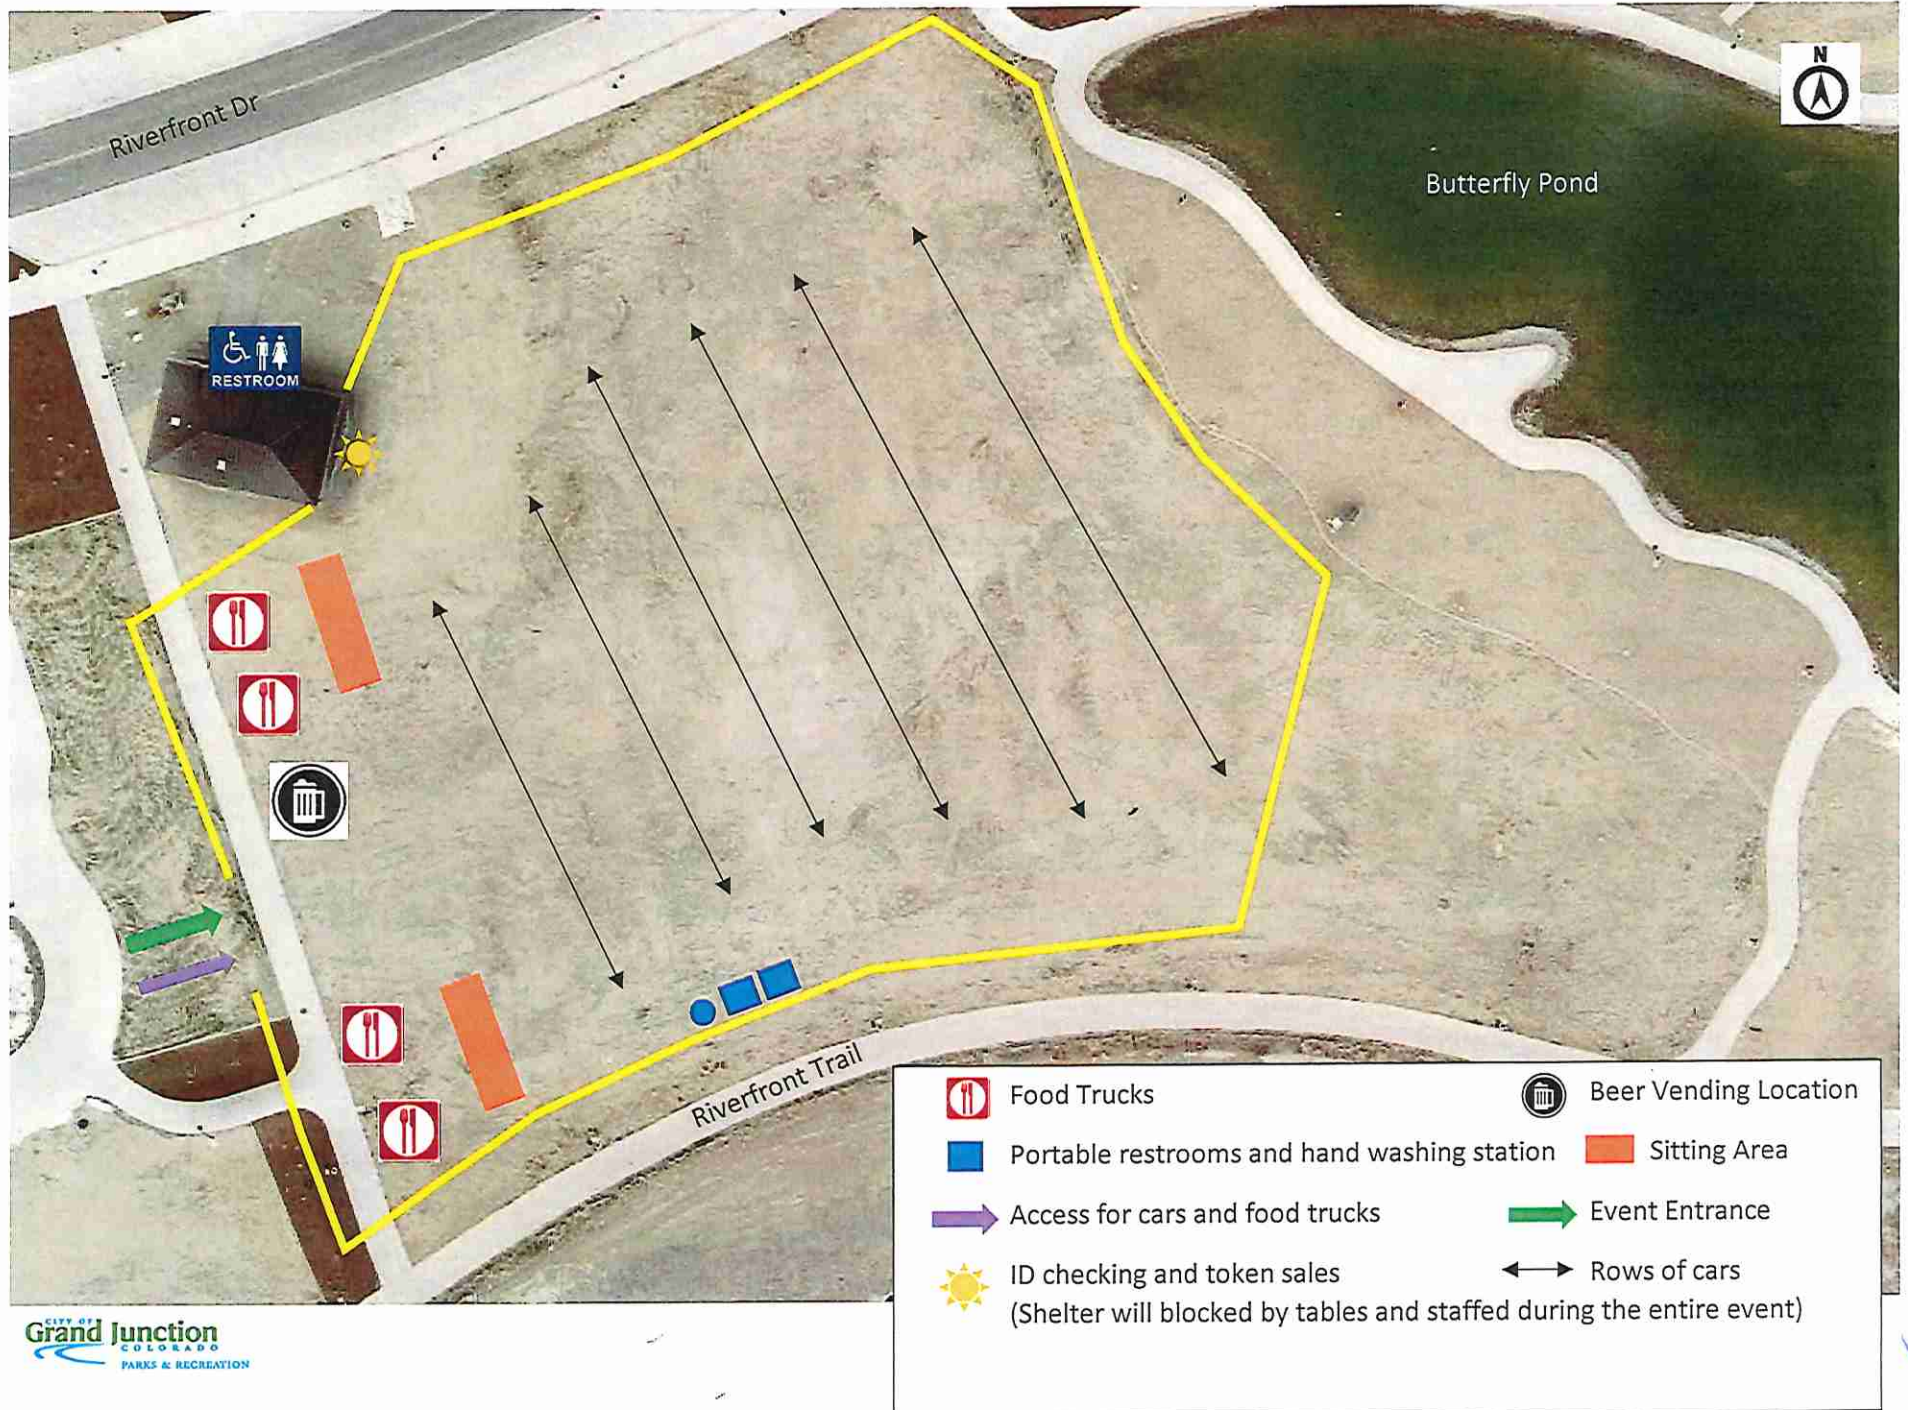 Riverfront Dr
N
Butterfly Pond
RESTROOM
Riverfront Trail
Food Trucks
Beer Vending Location
Portable restrooms and hand washing station
Sitting Area
Access for cars and food trucks
Event Entrance
ID checking and token sales
Rows of cars
(Shelter will blocked by tables and staffed during the entire event)
CITY OF
Grand Junction
COLORADO
PARKS & RECREATION